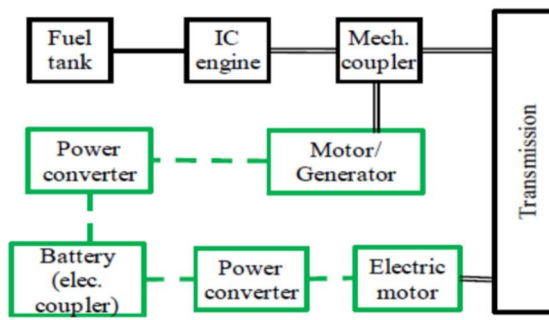 Fuel
tank
IC
engine
Mech.
coupler
Power
converter
Motor/
Generator
Battery
(elec.
coupler)
Power
converter
Electric
motor
Transmission